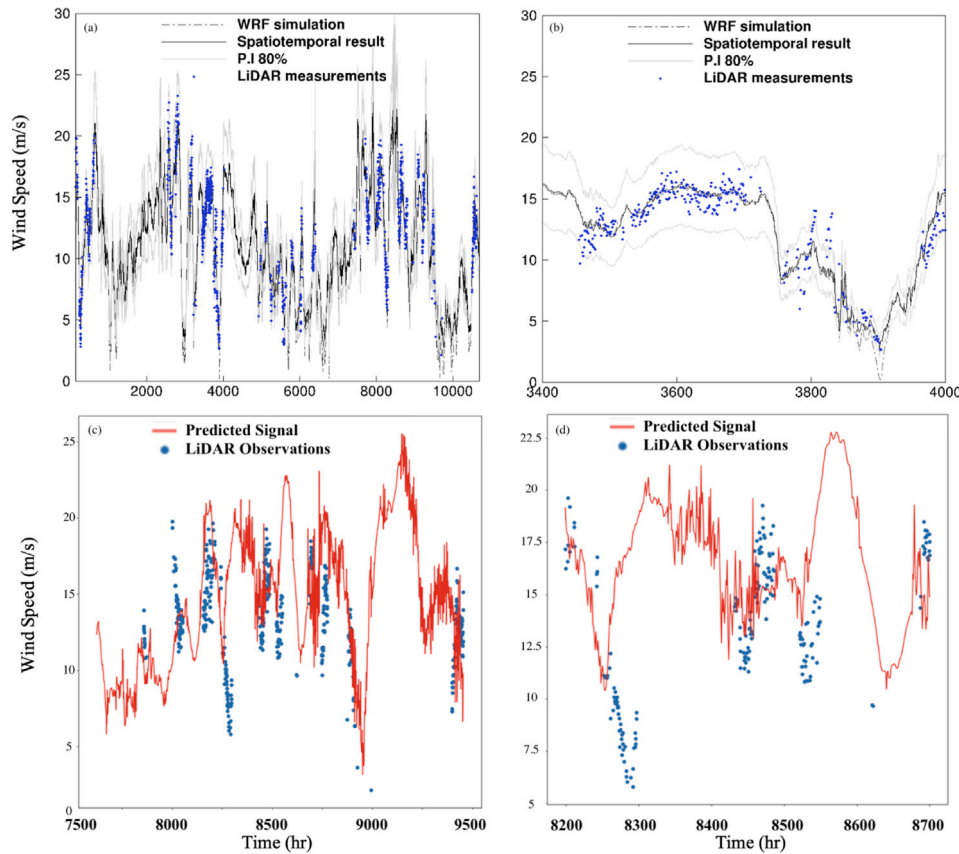 (a)
WRF simulation
Spatiotemporal result
P.I 80%
LiDAR measurements
30
25
20
15
10
5
0
2000 4000 6000 8000 10000
Wind Speed (m/s)
(b)
WRF simulation
Spatiotemporal result
P.I 80%
LiDAR measurements
30
25
20
15
10
5
0
3400 3600 3800 4000
(c)
Predicted Signal
LiDAR Observations
25
20
15
10
5
0
7500 8000 8500 9000 9500
Time (hr)
Wind Speed (m/s)
(d)
Predicted Signal
LiDAR Observations
22.5
20
17.5
15
12.5
10
7.5
5
8200 8300 8400 8500 8600 8700
Time (hr)